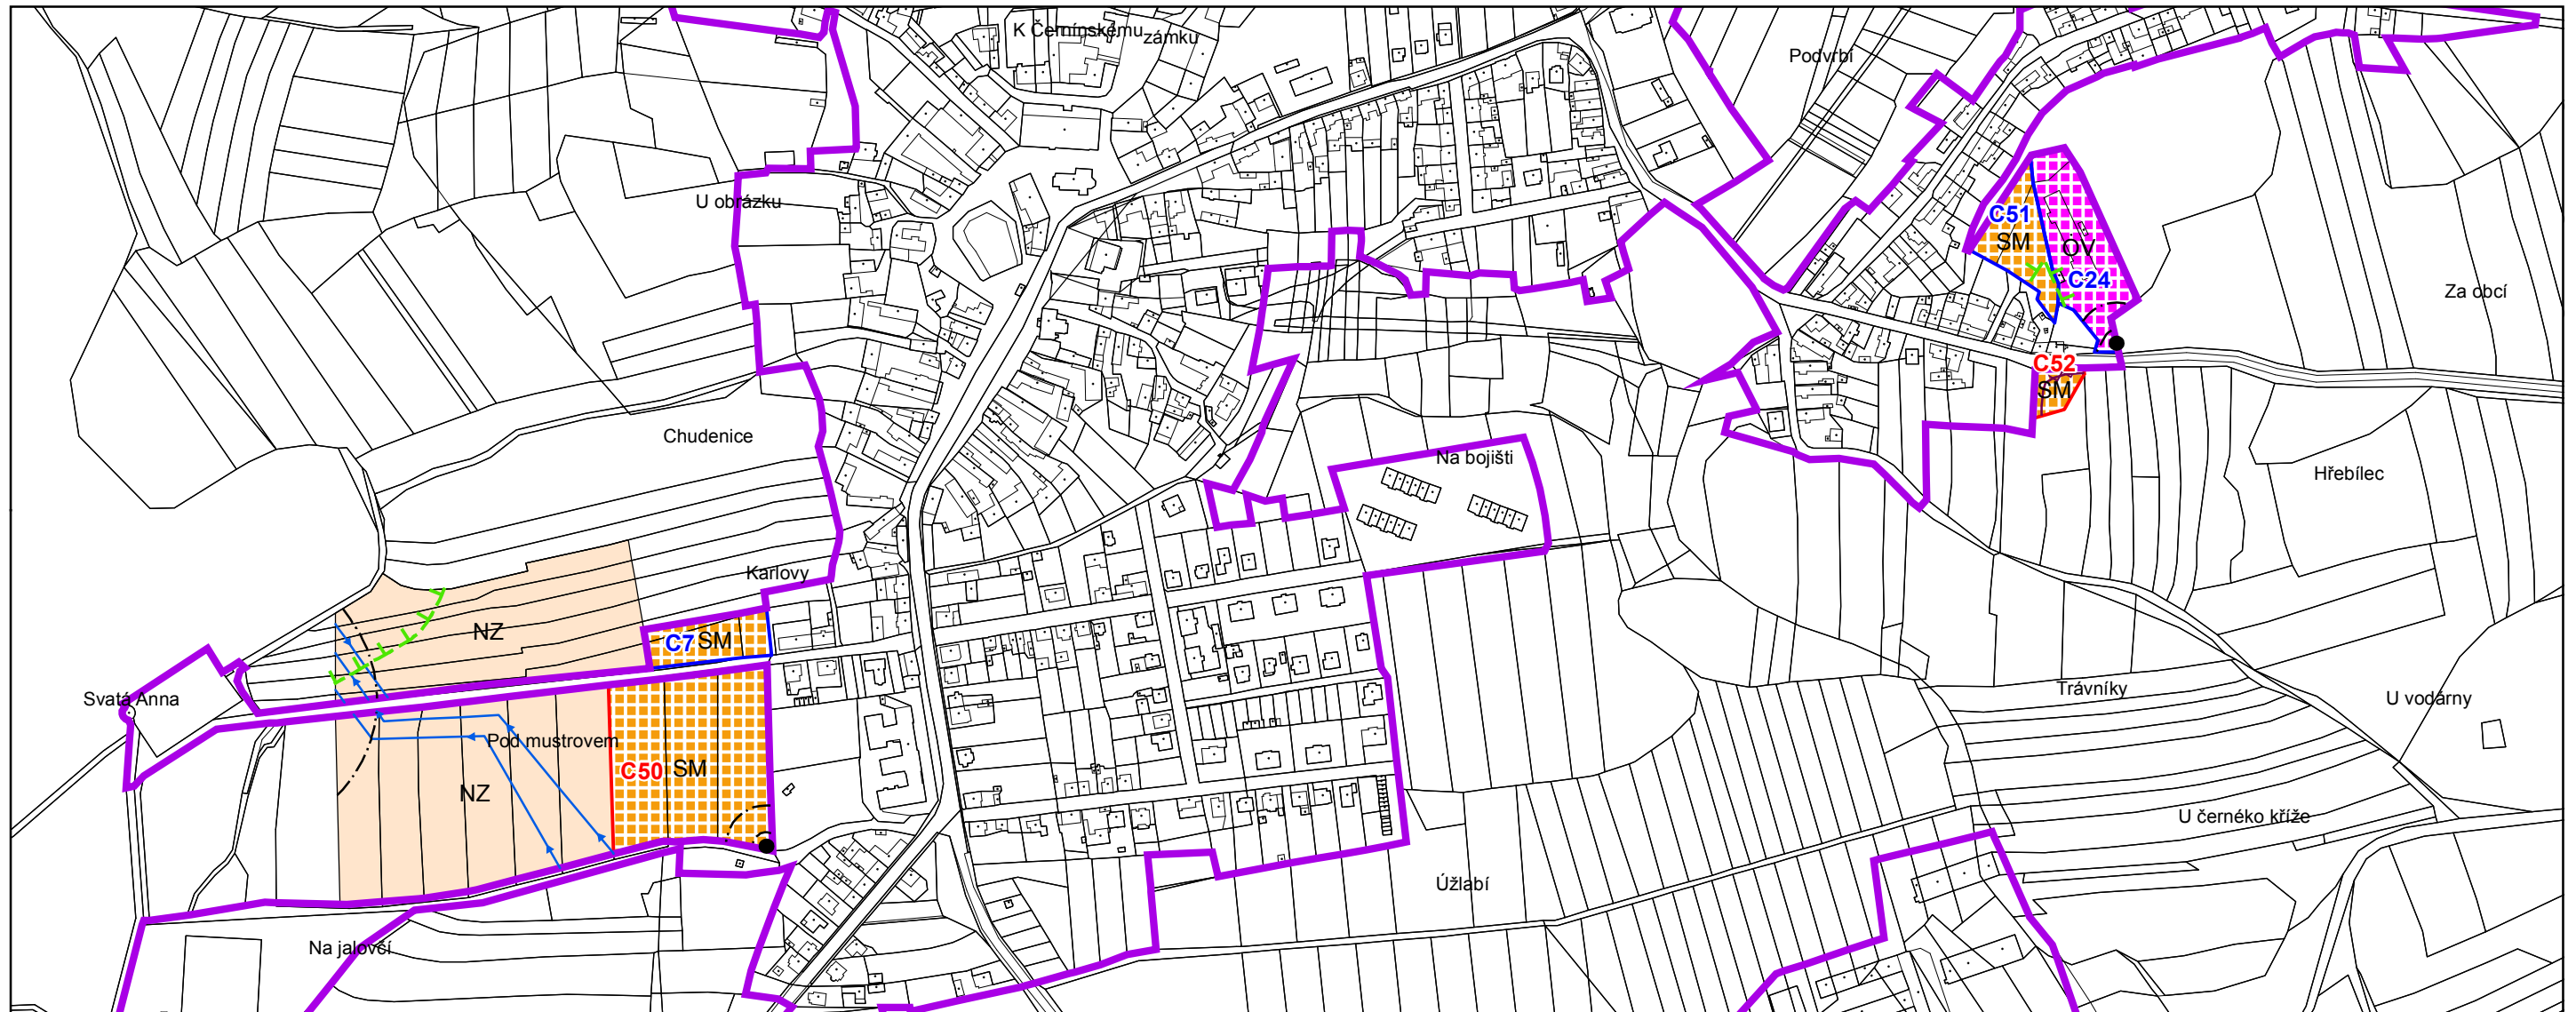 K Černínskému zámku
Podvrbí
U obrázku
C51
SM
OV
C24
Za obcí
C52
SM
Chudenice
Na bojišti
Hřebílec
Karlovy
NZ
C7 SM
Svatá Anna
Trávníky
U vodárny
Pod mustrovem
C50 SM
NZ
U černéko kříže
Úžlabí
Na jalovčí